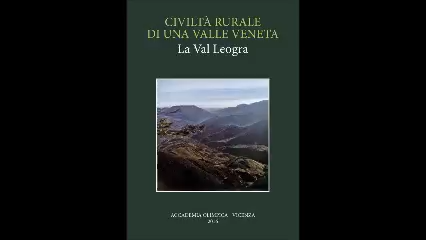 CIVILTÀ RURALE
DI UNA VALLE VENETA
La Val Leogra
ACCADEMIA OLIMPICA - VICENZA